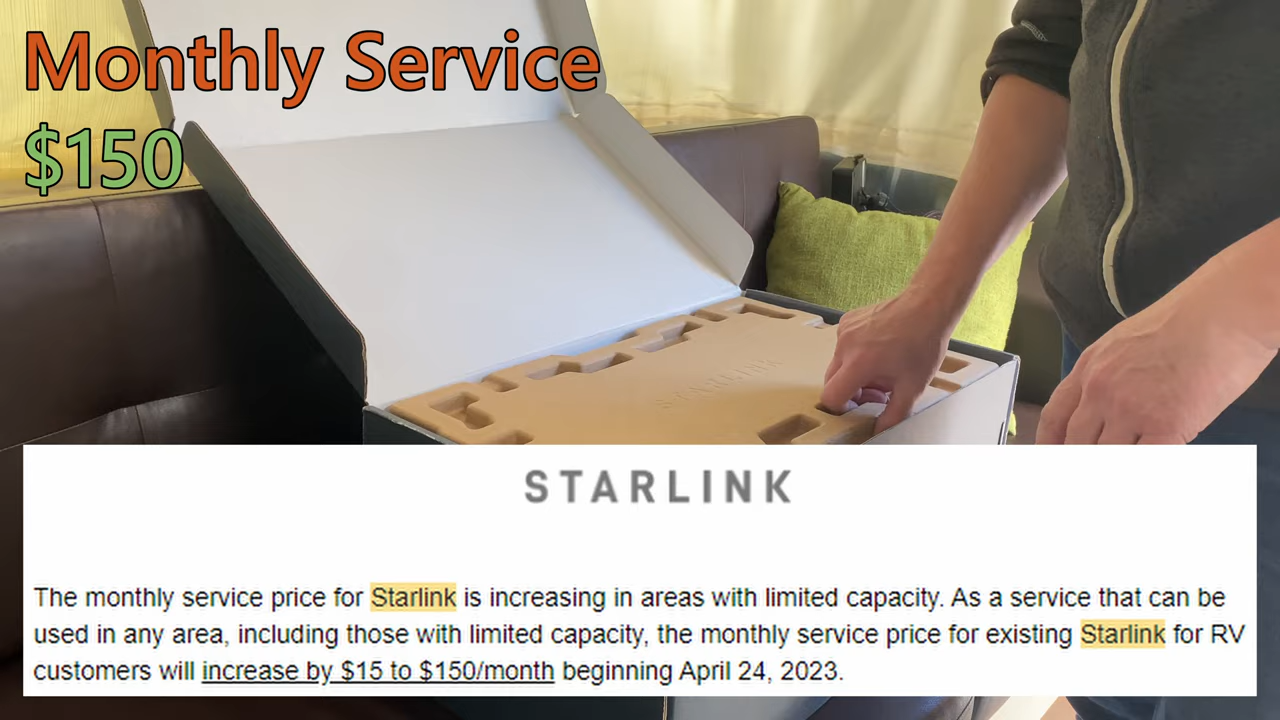 Monthly Service
$150
STARLINK
STARLINK
The monthly service price for Starlink is increasing in areas with limited capacity. As a service that can be
used in any area, including those with limited capacity, the monthly service price for existing Starlink for RV
customers will increase by $15 to $150/month beginning April 24, 2023.